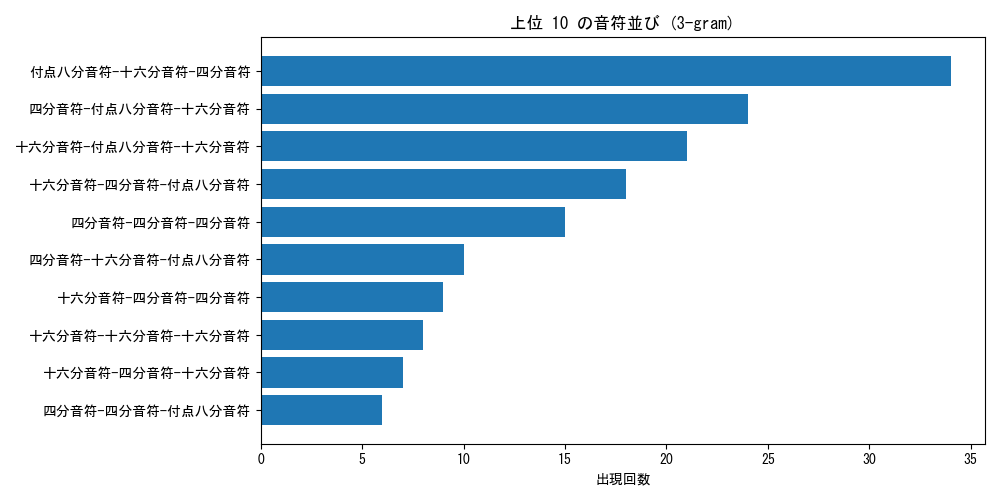 上位 10 の音符並び (3-gram)
付点八分音符-十六分音符-四分音符
四分音符-付点八分音符-十六分音符
十六分音符-付点八分音符-十六分音符
十六分音符-四分音符-付点八分音符
四分音符-四分音符-四分音符
四分音符-十六分音符-付点八分音符
十六分音符-四分音符-四分音符
十六分音符-十六分音符-十六分音符
十六分音符-四分音符-十六分音符
四分音符-四分音符-付点八分音符
0 5 10 15 20 25 30 35
出現回数